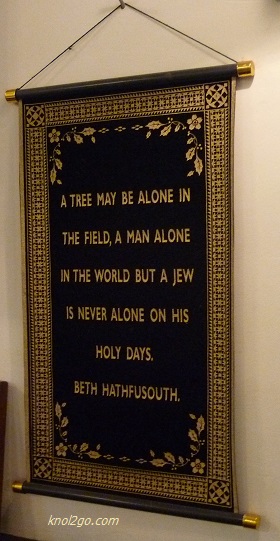 A TREE MAY BE ALONE IN
THE FIELD, A MAN ALONE
IN THE WORLD BUT A JEW
IS NEVER ALONE ON HIS
HOLY DAYS.
BETH HATHFUSOUTH.
knol2go.com